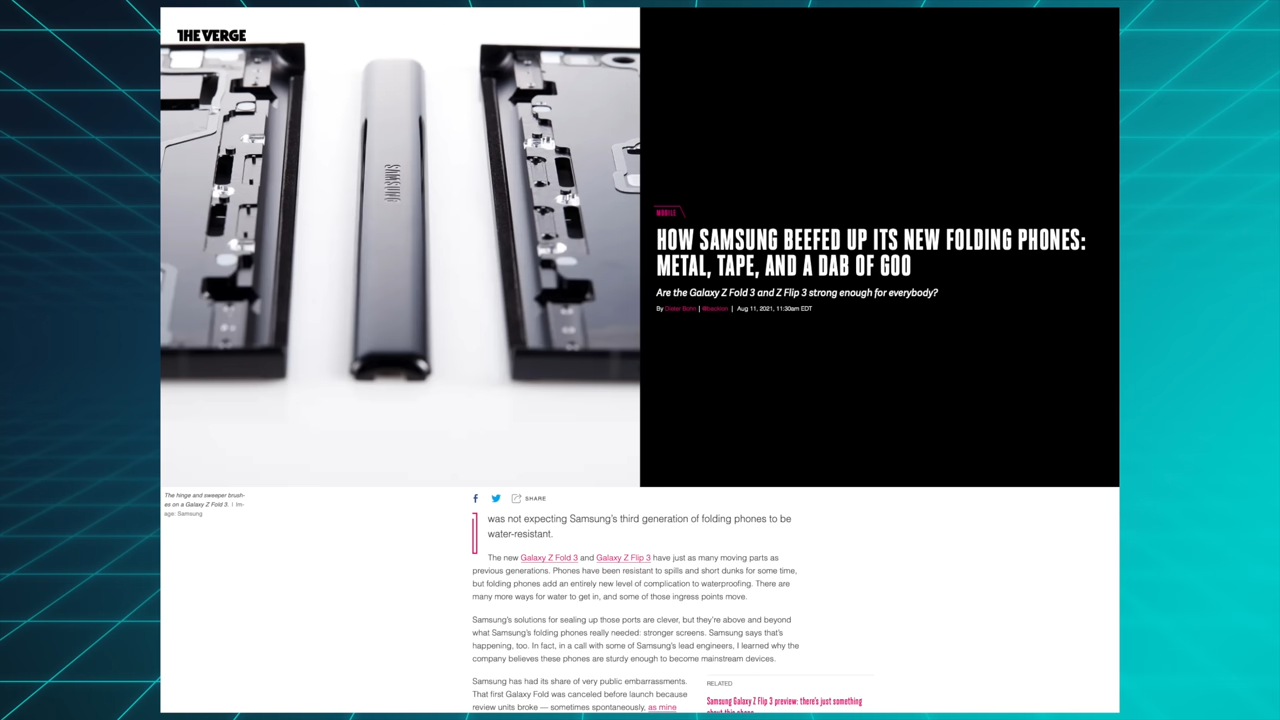 THE VERGE
SAMSUNG
MOBILE
HOW SAMSUNG BEEFED UP ITS NEW FOLDING PHONES:
METAL, TAPE, AND A DAB OF GOO
Are the Galaxy Z Fold 3 and Z Flip 3 strong enough for everybody?
By Dieter Bohn | @backlon | Aug 11, 2021, 11:30am EDT
The hinge and sweeper brush-
es on a Galaxy Z Fold 3. | Im-
age: Samsung
SHARE
I was not expecting Samsung's third generation of folding phones to be
water-resistant.
The new Galaxy Z Fold 3 and Galaxy Z Flip 3 have just as many moving parts as
previous generations. Phones have been resistant to spills and short dunks for some time,
but folding phones add an entirely new level of complication to waterproofing. There are
many more ways for water to get in, and some of those ingress points move.
Samsung's solutions for sealing up those ports are clever, but they're above and beyond
what Samsung's folding phones really needed: stronger screens. Samsung says that's
happening, too. In fact, in a call with some of Samsung's lead engineers, I learned why the
company believes these phones are sturdy enough to become mainstream devices.
Samsung has had its share of very public embarrassments.
That first Galaxy Fold was canceled before launch because
review units broke — sometimes spontaneously, as mine
RELATED
Samsung Galaxy Z Flip 3 preview: there's just something
about this phone